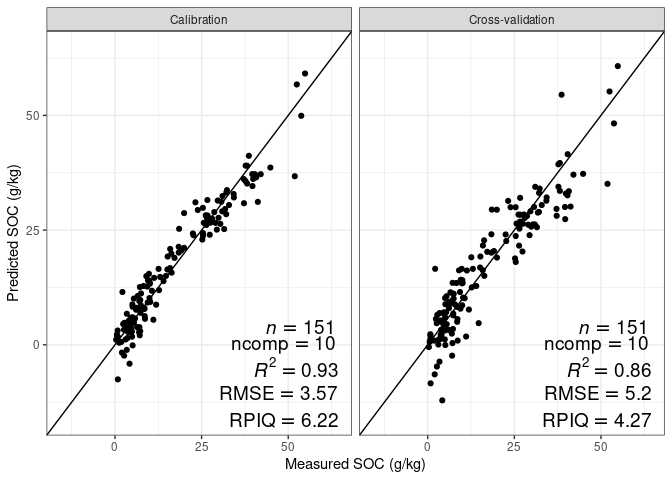 Calibration
Cross-validation
Predicted SOC (g/kg)
50
25
0
n = 151
ncomp = 10
R² = 0.93
RMSE = 3.57
RPIQ = 6.22
n = 151
ncomp = 10
R² = 0.86
RMSE = 5.2
RPIQ = 4.27
0
25
50
0
25
50
Measured SOC (g/kg)